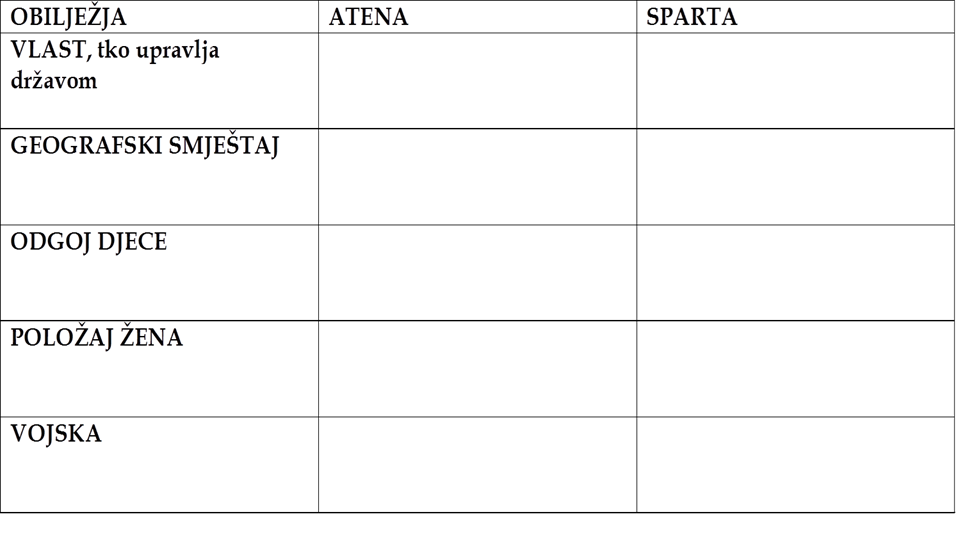 OBILJEŽJA ATENA SPARTA
VLAST, tko upravlja
državom
GEOGRAFSKI SMJEŠTAJ
ODGOJ DJECE
POLOŽAJ ŽENA
VOJSKA